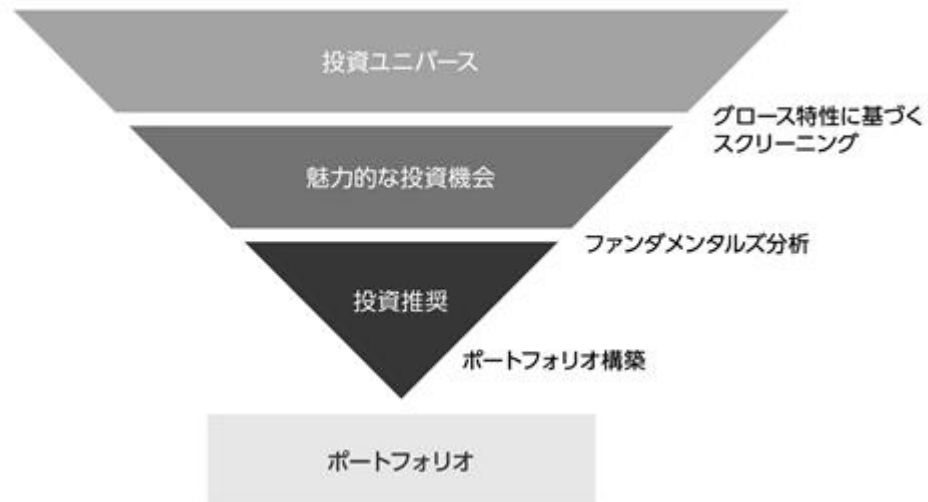 投資ユニバース
グロース特性に基づく
スクリーニング
魅力的な投資機会
ファンダメンタルズ分析
投資推奨
ポートフォリオ構築
ポートフォリオ